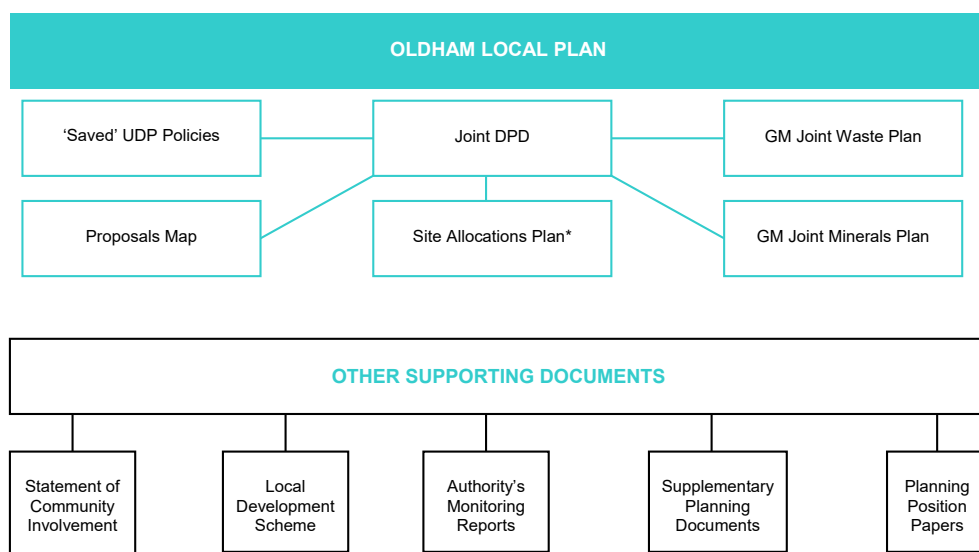 OLDHAM LOCAL PLAN
‘Saved’ UDP Policies
Joint DPD
GM Joint Waste Plan
Proposals Map
Site Allocations Plan*
GM Joint Minerals Plan
OTHER SUPPORTING DOCUMENTS
Statement of
Community
Involvement
Local
Development
Scheme
Authority’s
Monitoring
Reports
Supplementary
Planning
Documents
Planning
Position
Papers